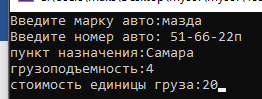 Введите марку авто:мазда
Введите номер авто: 51-66-22п
пункт назначения:Самара
грузоподъемность:4
стоимость единицы груза:20